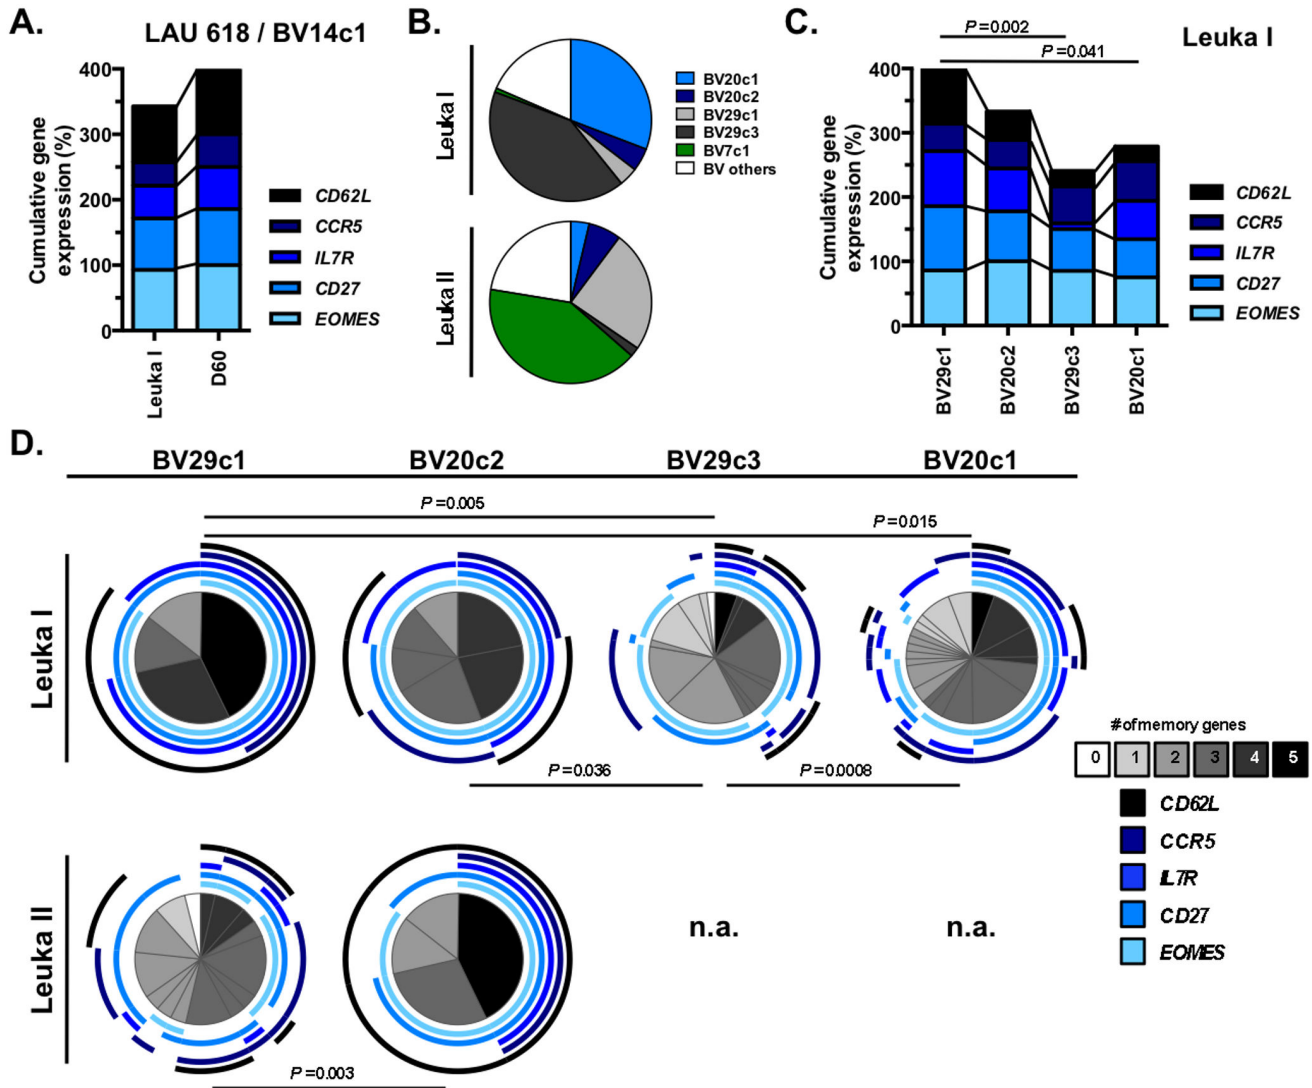 A.
LAU 618 / BV14c1
Cumulative gene
expression (%)
400
300
200
100
0
Leuka I
D60
CD62L
CCR5
IL7R
CD27
EOMES
B.
Leuka I
Leuka II
BV20c1
BV20c2
BV29c1
BV29c3
BV7c1
BV others
C.
Leuka I
P =0.002
P =0.041
Cumulative gene
expression (%)
400
300
200
100
0
BV29c1
BV20c2
BV29c3
BV20c1
CD62L
CCR5
IL7R
CD27
EOMES
D.
BV29c1 BV20c2 BV29c3 BV20c1
P =0.005
P =0.015
Leuka I
P =0.036
P =0.0008
Leuka II
n.a.
n.a.
P =0.003
# of memory genes
0 1 2 3 4 5
CD62L
CCR5
IL7R
CD27
EOMES